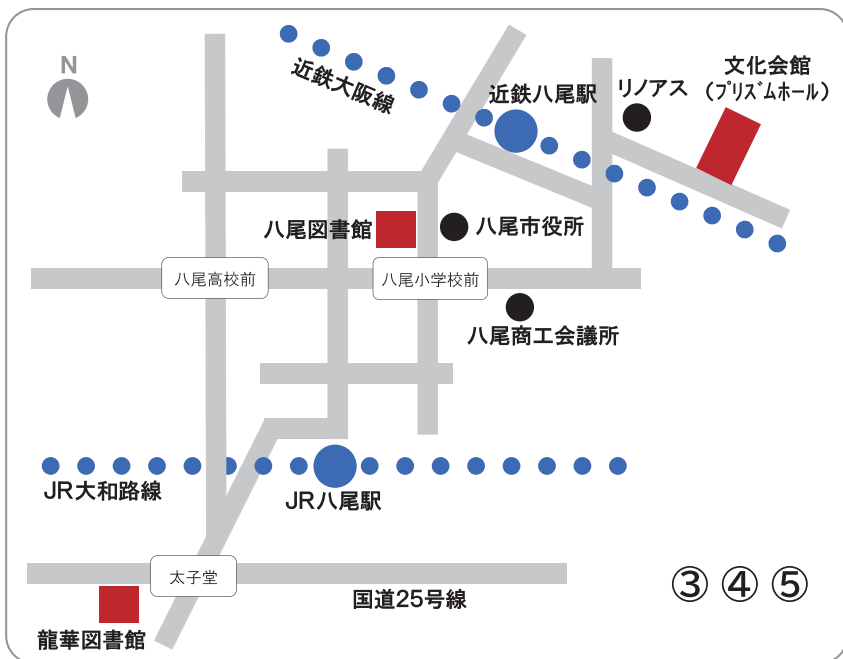 N
近鉄大阪線
近鉄八尾駅
リノアス
文化会館
（プリズムホール）
八尾図書館
八尾市役所
八尾高校前
八尾小学校前
八尾商工会議所
JR大和路線
JR八尾駅
太子堂
国道25号線
③ ④ ⑤
龍華図書館